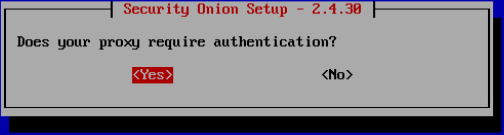 Security Onion Setup - 2.4.30
Does your proxy require authentication?
<Yes> <No>